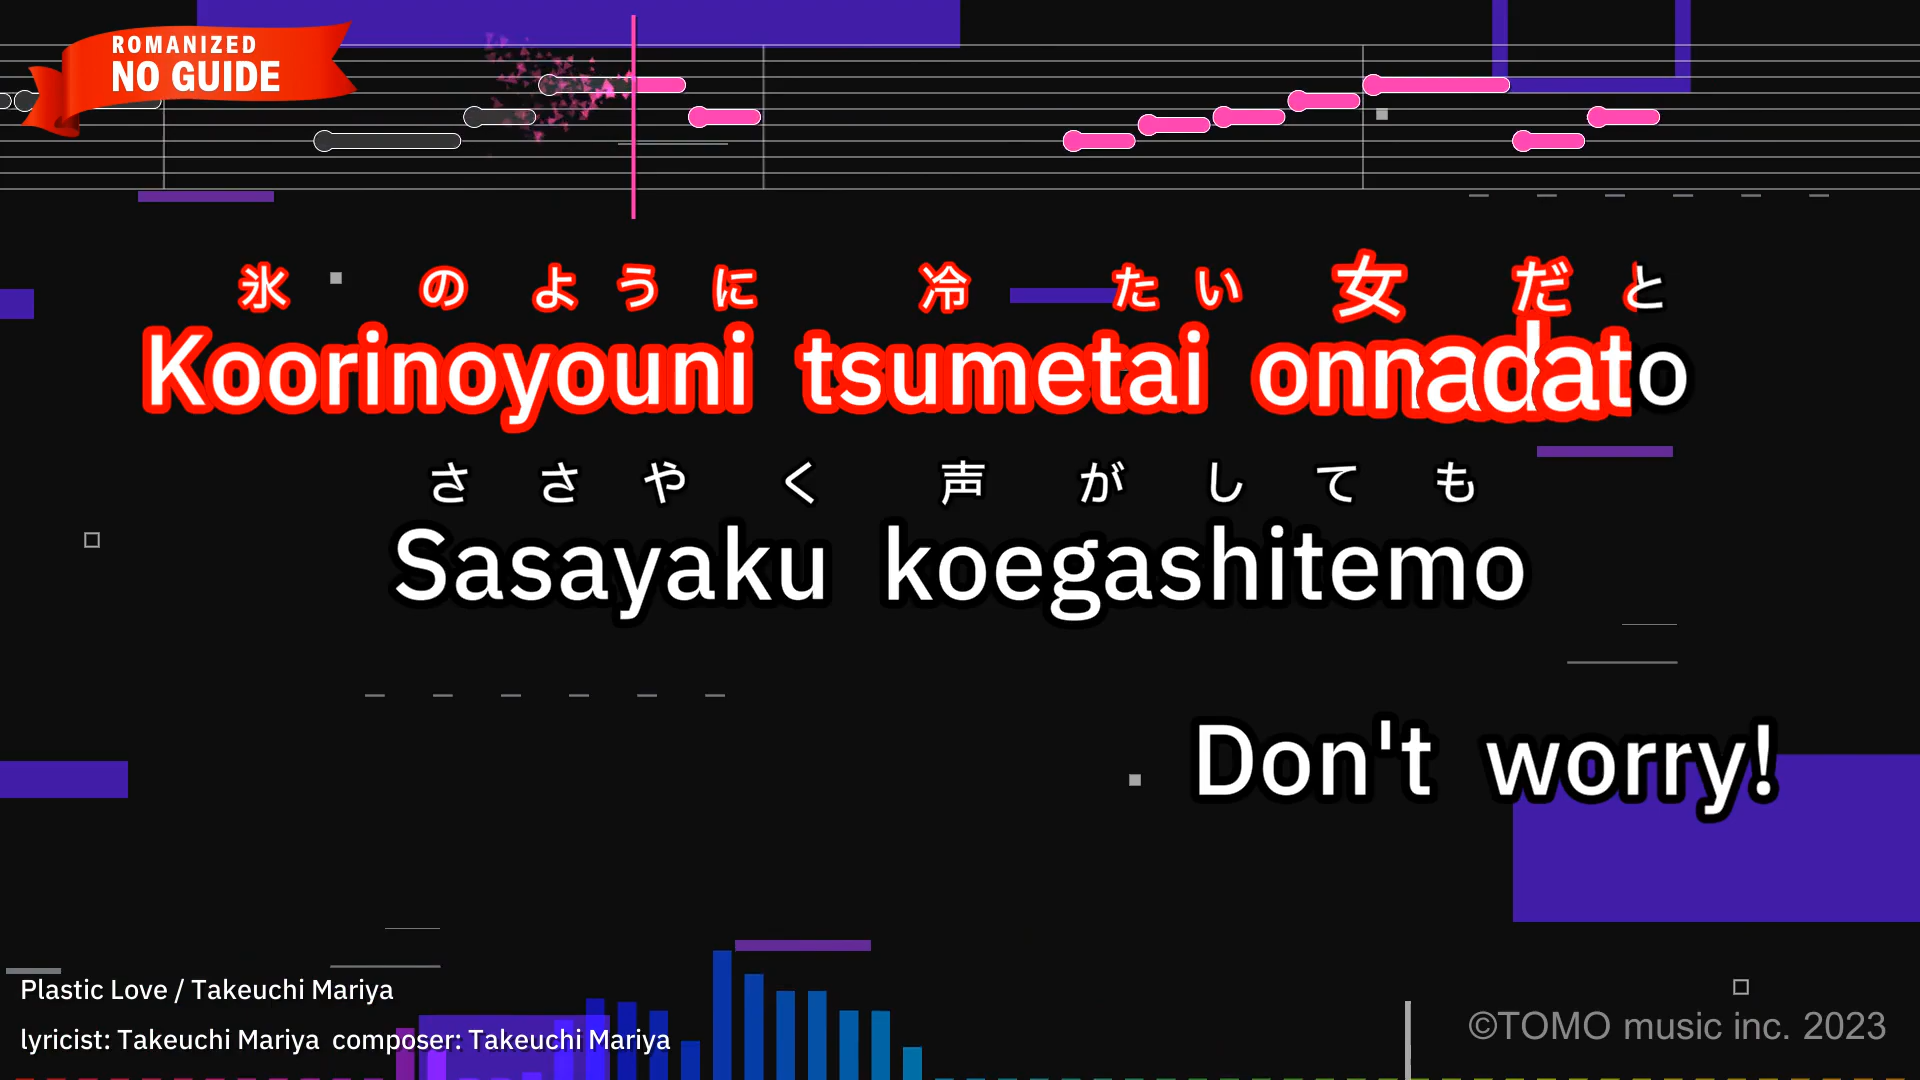 ROMANIZED
NO GUIDE
氷のように 冷たい 女だと
Koorinoyouni tsumetai onnadato
ささやく 声がしても
Sasayaku koegashitemo
Don't worry!
Plastic Love / Takeuchi Mariya
lyricist: Takeuchi Mariya composer: Takeuchi Mariya
©TOMO music inc. 2023